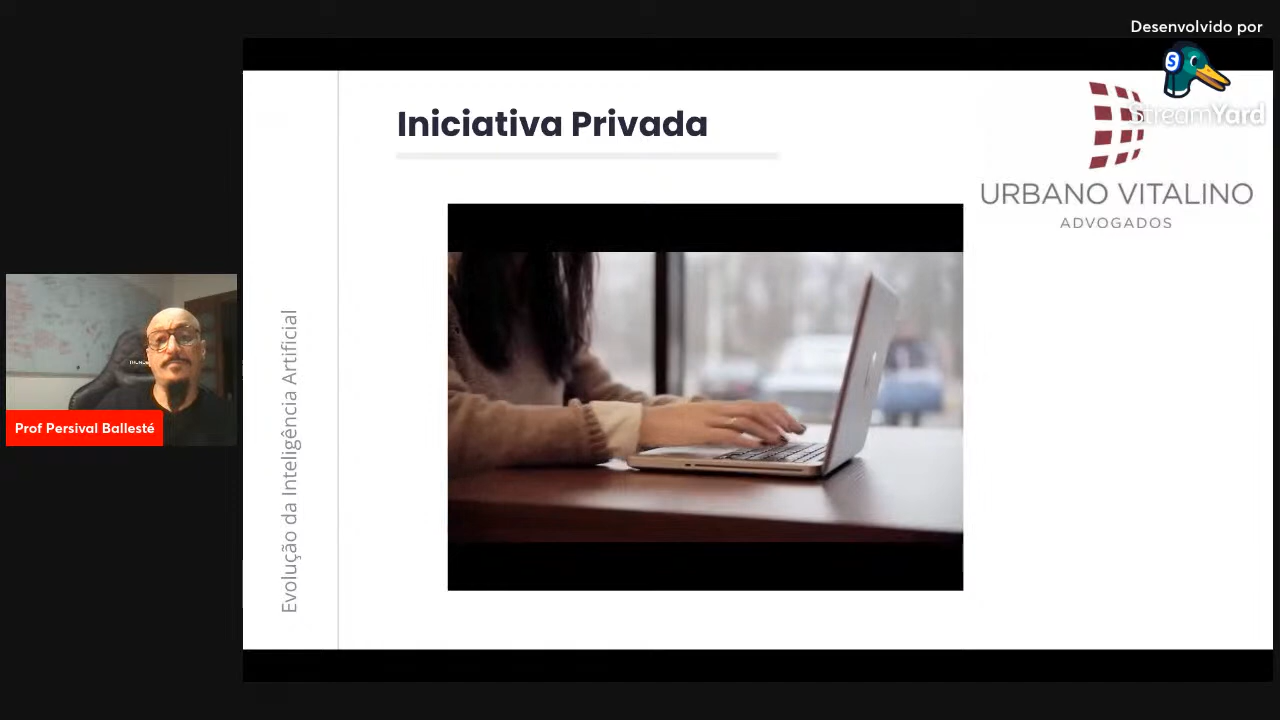 Desenvolvido por
StreamYard
Iniciativa Privada
URBANO VITALINO
ADVOGADOS
Evolução da Inteligência Artificial
Prof Persival Ballesté